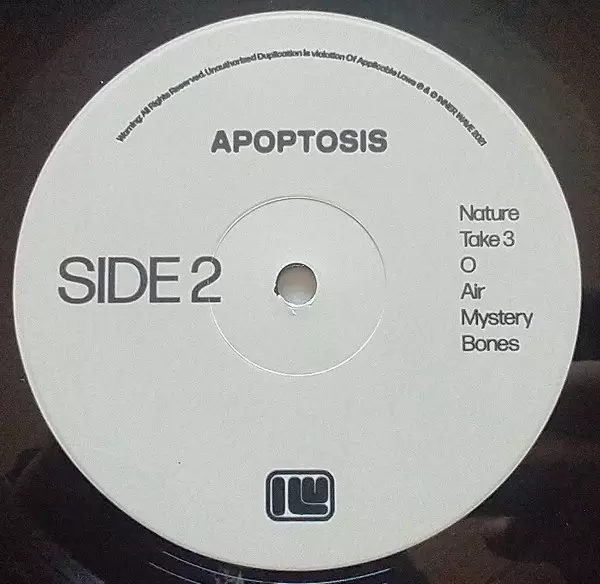 Warning: All Rights Reserved. Unauthorised Duplication Is violation Of Applicable Laws ℗ & © INNER WAVE 2021
APOPTOSIS
SIDE 2
Nature
Take 3
O
Air
Mystery
Bones
IW